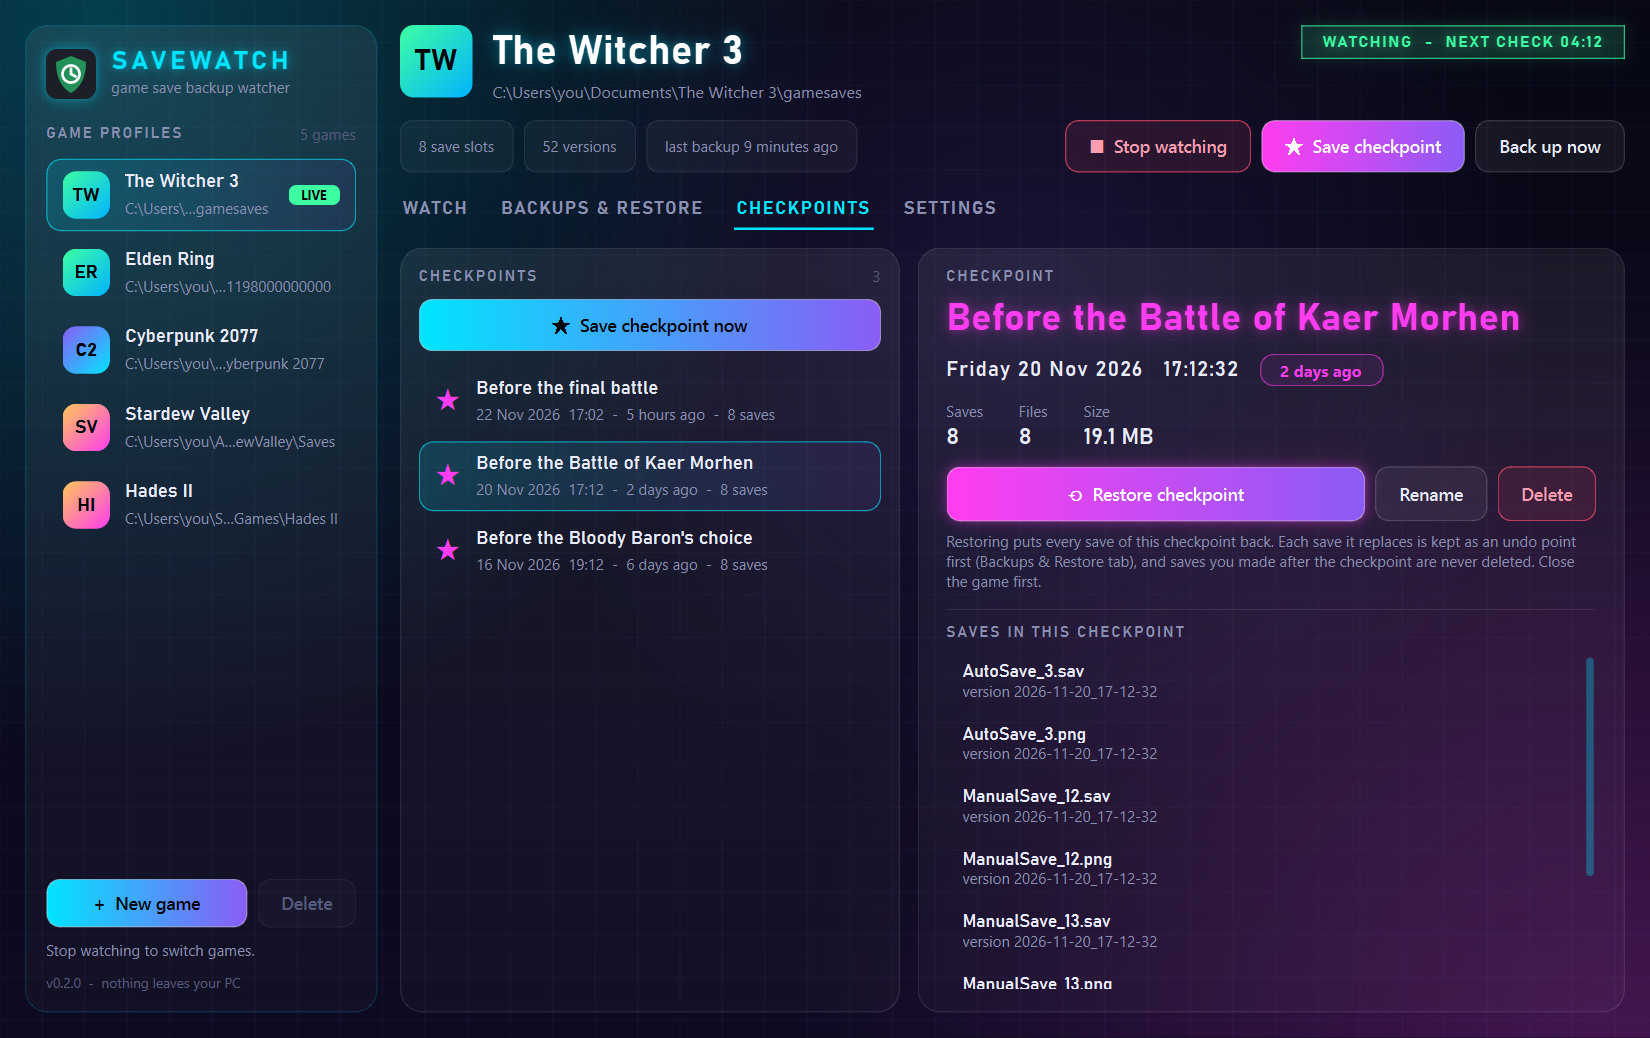 SAVEWATCH
game save backup watcher
GAME PROFILES
5 games
TW
The Witcher 3
C:\Users\...gamesaves
LIVE
ER
Elden Ring
C:\Users\you\...1198000000000
C2
Cyberpunk 2077
C:\Users\you\...yberpunk 2077
SV
Stardew Valley
C:\Users\you\A...ewValley\Saves
HI
Hades II
C:\Users\you\S...Games\Hades II
+ New game
Delete
Stop watching to switch games.
v0.2.0 - nothing leaves your PC
TW
The Witcher 3
C:\Users\you\Documents\The Witcher 3\gamesaves
WATCHING - NEXT CHECK 04:12
8 save slots
52 versions
last backup 9 minutes ago
■ Stop watching
★ Save checkpoint
Back up now
WATCH
BACKUPS & RESTORE
CHECKPOINTS
SETTINGS
CHECKPOINTS
3
★ Save checkpoint now
Before the final battle
22 Nov 2026 17:02 - 5 hours ago - 8 saves
Before the Battle of Kaer Morhen
20 Nov 2026 17:12 - 2 days ago - 8 saves
Before the Bloody Baron's choice
16 Nov 2026 19:12 - 6 days ago - 8 saves
CHECKPOINT
Before the Battle of Kaer Morhen
Friday 20 Nov 2026 17:12:32
2 days ago
Saves Files Size
8 8 19.1 MB
Restore checkpoint
Rename
Delete
Restoring puts every save of this checkpoint back. Each save it replaces is kept as an undo point
first (Backups & Restore tab), and saves you made after the checkpoint are never deleted. Close
the game first.
SAVES IN THIS CHECKPOINT
AutoSave_3.sav
version 2026-11-20_17-12-32
AutoSave_3.png
version 2026-11-20_17-12-32
ManualSave_12.sav
version 2026-11-20_17-12-32
ManualSave_12.png
version 2026-11-20_17-12-32
ManualSave_13.sav
version 2026-11-20_17-12-32
ManualSave_13.png